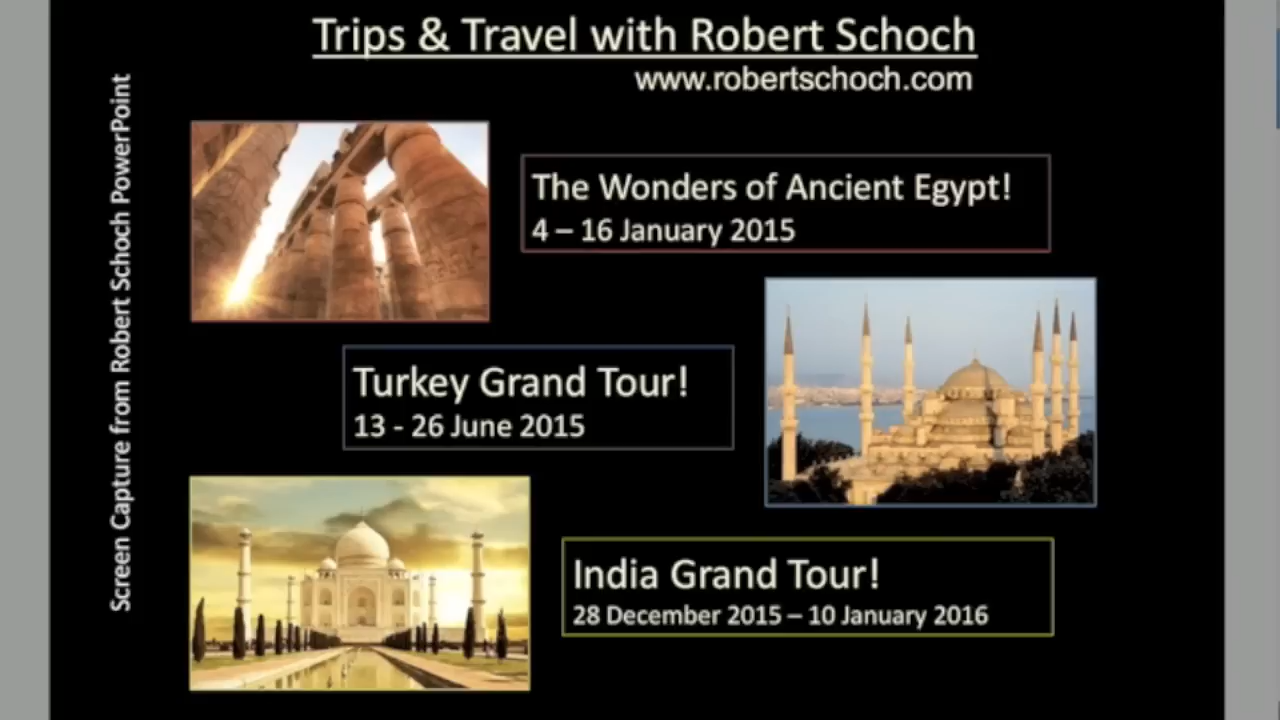 Trips & Travel with Robert Schoch
www.robertschoch.com
Screen Capture from Robert Schoch PowerPoint
The Wonders of Ancient Egypt!
4 – 16 January 2015
Turkey Grand Tour!
13 - 26 June 2015
India Grand Tour!
28 December 2015 – 10 January 2016